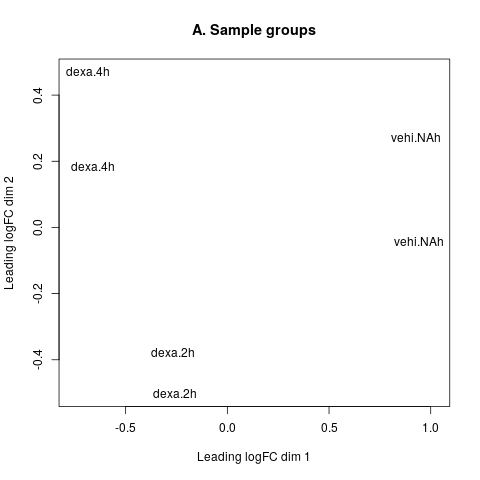 A. Sample groups
dexa.4h
vehi.NAh
dexa.4h
vehi.NAh
dexa.2h
dexa.2h
Leading logFC dim 2
0.4
0.2
0.0
-0.2
-0.4
-0.5
0.0
0.5
1.0
Leading logFC dim 1